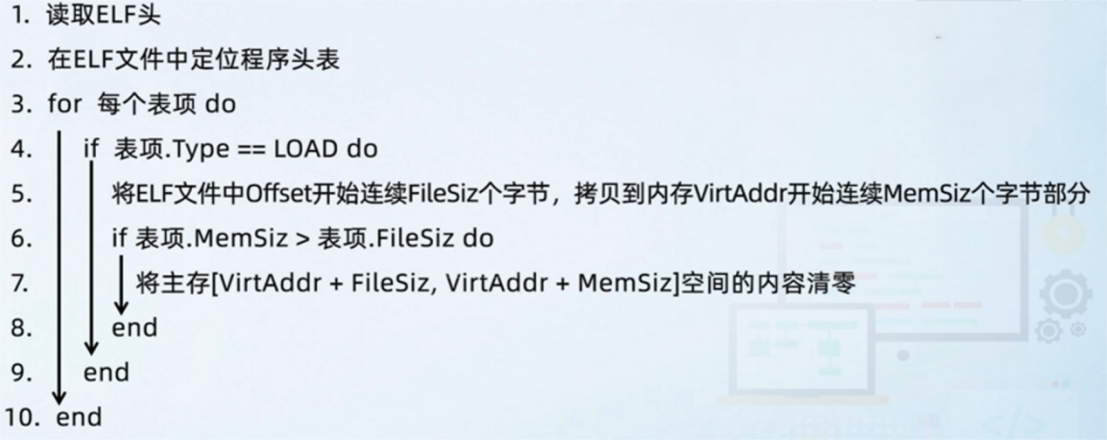 1. 读取ELF头
2. 在ELF文件中定位程序头表
3. for 每个表项 do
4. if 表项.Type == LOAD do
5. 将ELF文件中Offset开始连续FileSiz个字节，拷贝到内存VirtAddr开始连续MemSiz个字节部分
6. if 表项.MemSiz > 表项.FileSiz do
7. 将主存[VirtAddr + FileSiz, VirtAddr + MemSiz]空间的内容清零
8. end
9. end
10. end